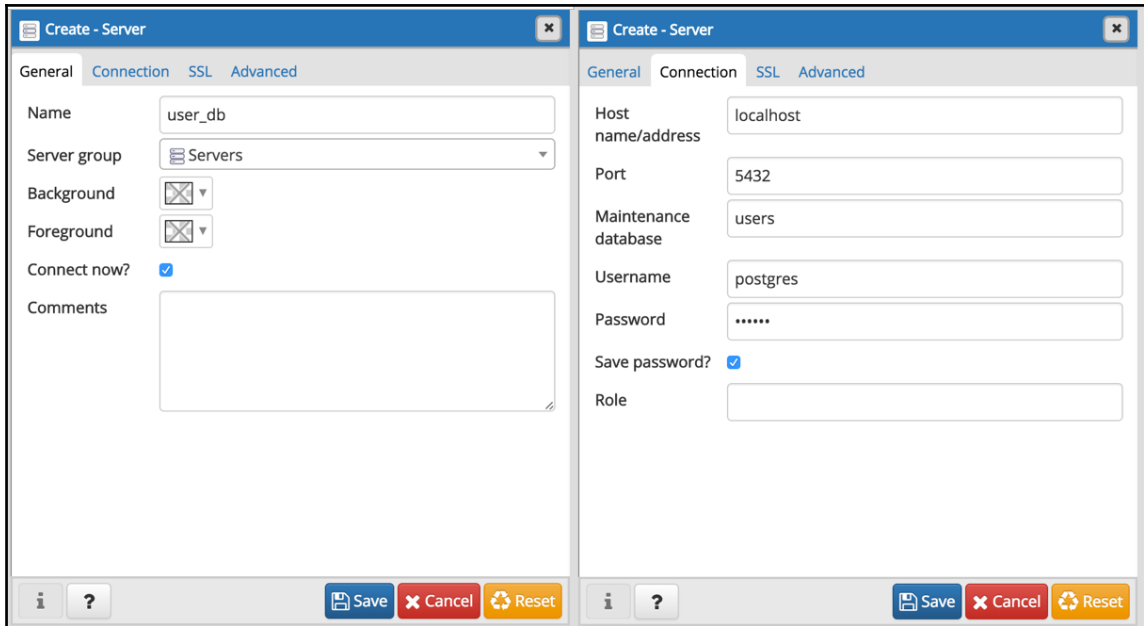 Create - Server
General Connection SSL Advanced
Name user_db
Server group Servers
Background
Foreground
Connect now?
Comments
i ? Save Cancel Reset
Create - Server
General Connection SSL Advanced
Host
name/address
localhost
Port 5432
Maintenance
database
users
Username postgres
Password ••••••
Save password?
Role
i ? Save Cancel Reset